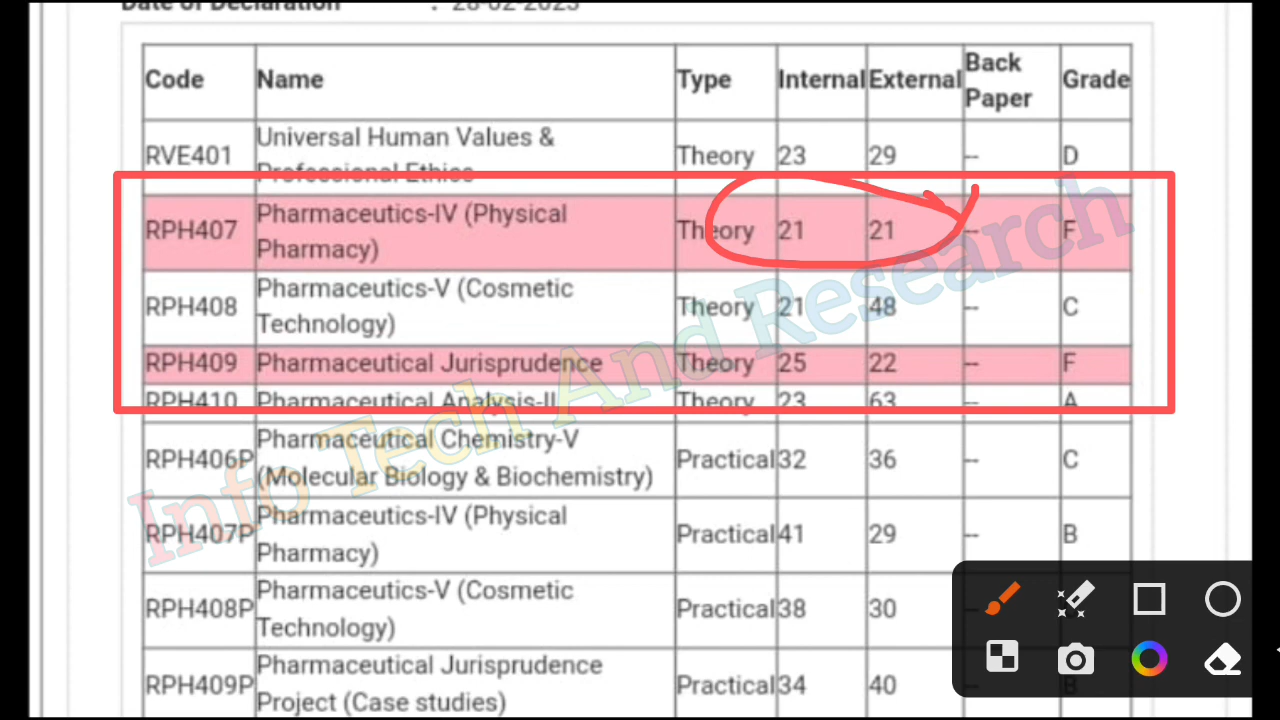 Date of Declaration : 28-02-2023
Code Name Type Internal External Back Paper Grade
RVE401 Universal Human Values & Professional Ethics Theory 23 29 -- D
RPH407 Pharmaceutics-IV (Physical Pharmacy) Theory 21 21 -- F
RPH408 Pharmaceutics-V (Cosmetic Technology) Theory 21 48 -- C
RPH409 Pharmaceutical Jurisprudence Theory 25 22 -- F
RPH410 Pharmaceutical Analysis-II Theory 23 63 -- A
RPH406P Pharmaceutical Chemistry-V (Molecular Biology & Biochemistry) Practical 32 36 -- C
RPH407P Pharmaceutics-IV (Physical Pharmacy) Practical 41 29 -- B
RPH408P Pharmaceutics-V (Cosmetic Technology) Practical 38 30
RPH409P Pharmaceutical Jurisprudence Project (Case studies) Practical 34 40 -- B
Info Tech And Research